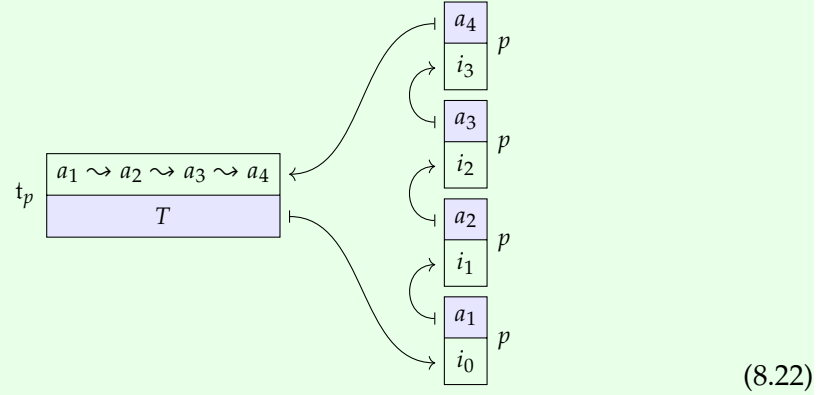 a₄
p
i₃
a₃
p
i₂
a₁ ⇝ a₂ ⇝ a₃ ⇝ a₄
tₚ
T
a₂
p
i₁
a₁
p
i₀
(8.22)